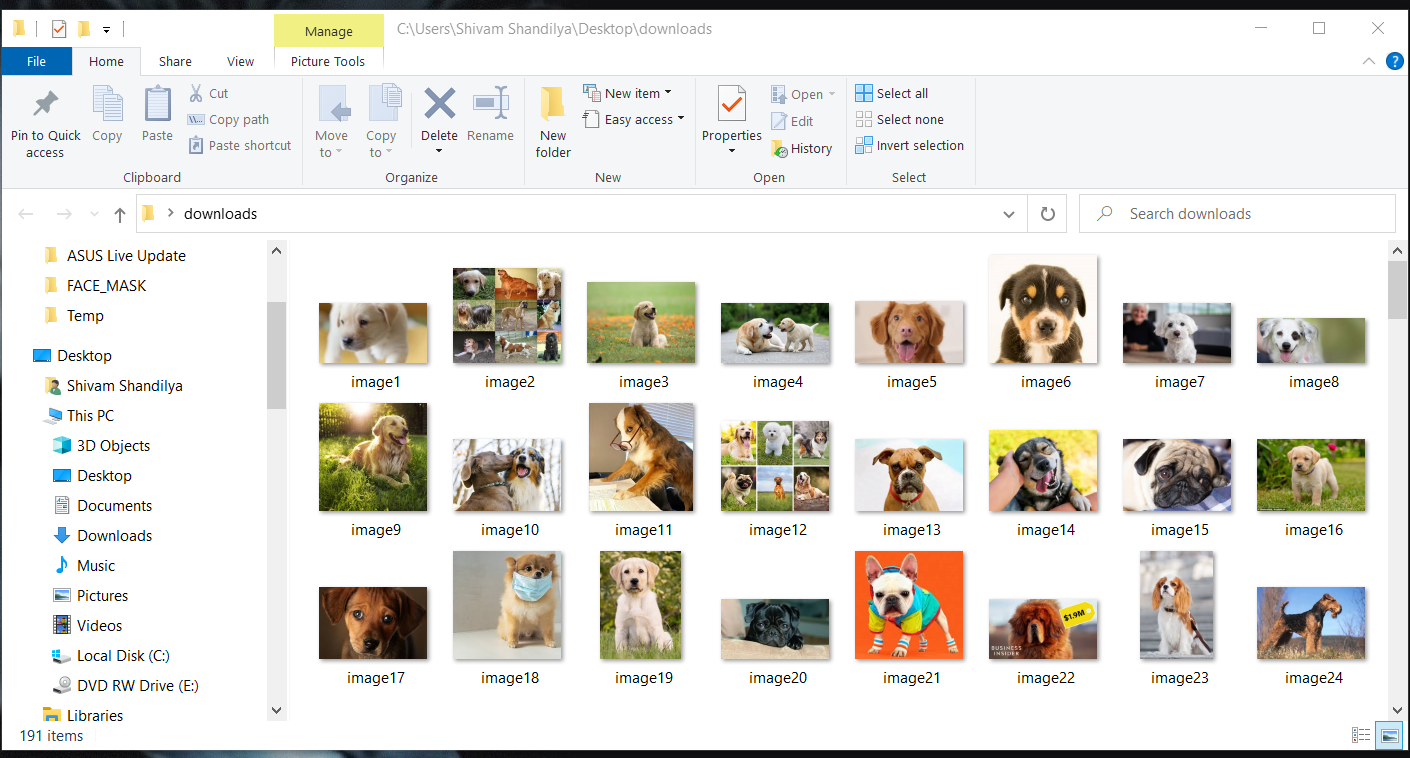 Manage
C:\Users\Shivam Shandilya\Desktop\downloads
File
Home
Share
View
Picture Tools
Pin to Quick
access
Copy
Paste
Cut
Copy path
Paste shortcut
Clipboard
Move
to
Copy
to
Delete
Rename
Organize
New
folder
New item
Easy access
New
Properties
Open
Edit
History
Open
Select all
Select none
Invert selection
Select
downloads
Search downloads
ASUS Live Update
FACE_MASK
Temp
Desktop
Shivam Shandilya
This PC
3D Objects
Desktop
Documents
Downloads
Music
Pictures
Videos
Local Disk (C:)
DVD RW Drive (E:)
Libraries
image1
image2
image3
image4
image5
image6
image7
image8
image9
image10
image11
image12
image13
image14
image15
image16
$1.9M
BUSINESS
INSIDER
image17
image18
image19
image20
image21
image22
image23
image24
191 items